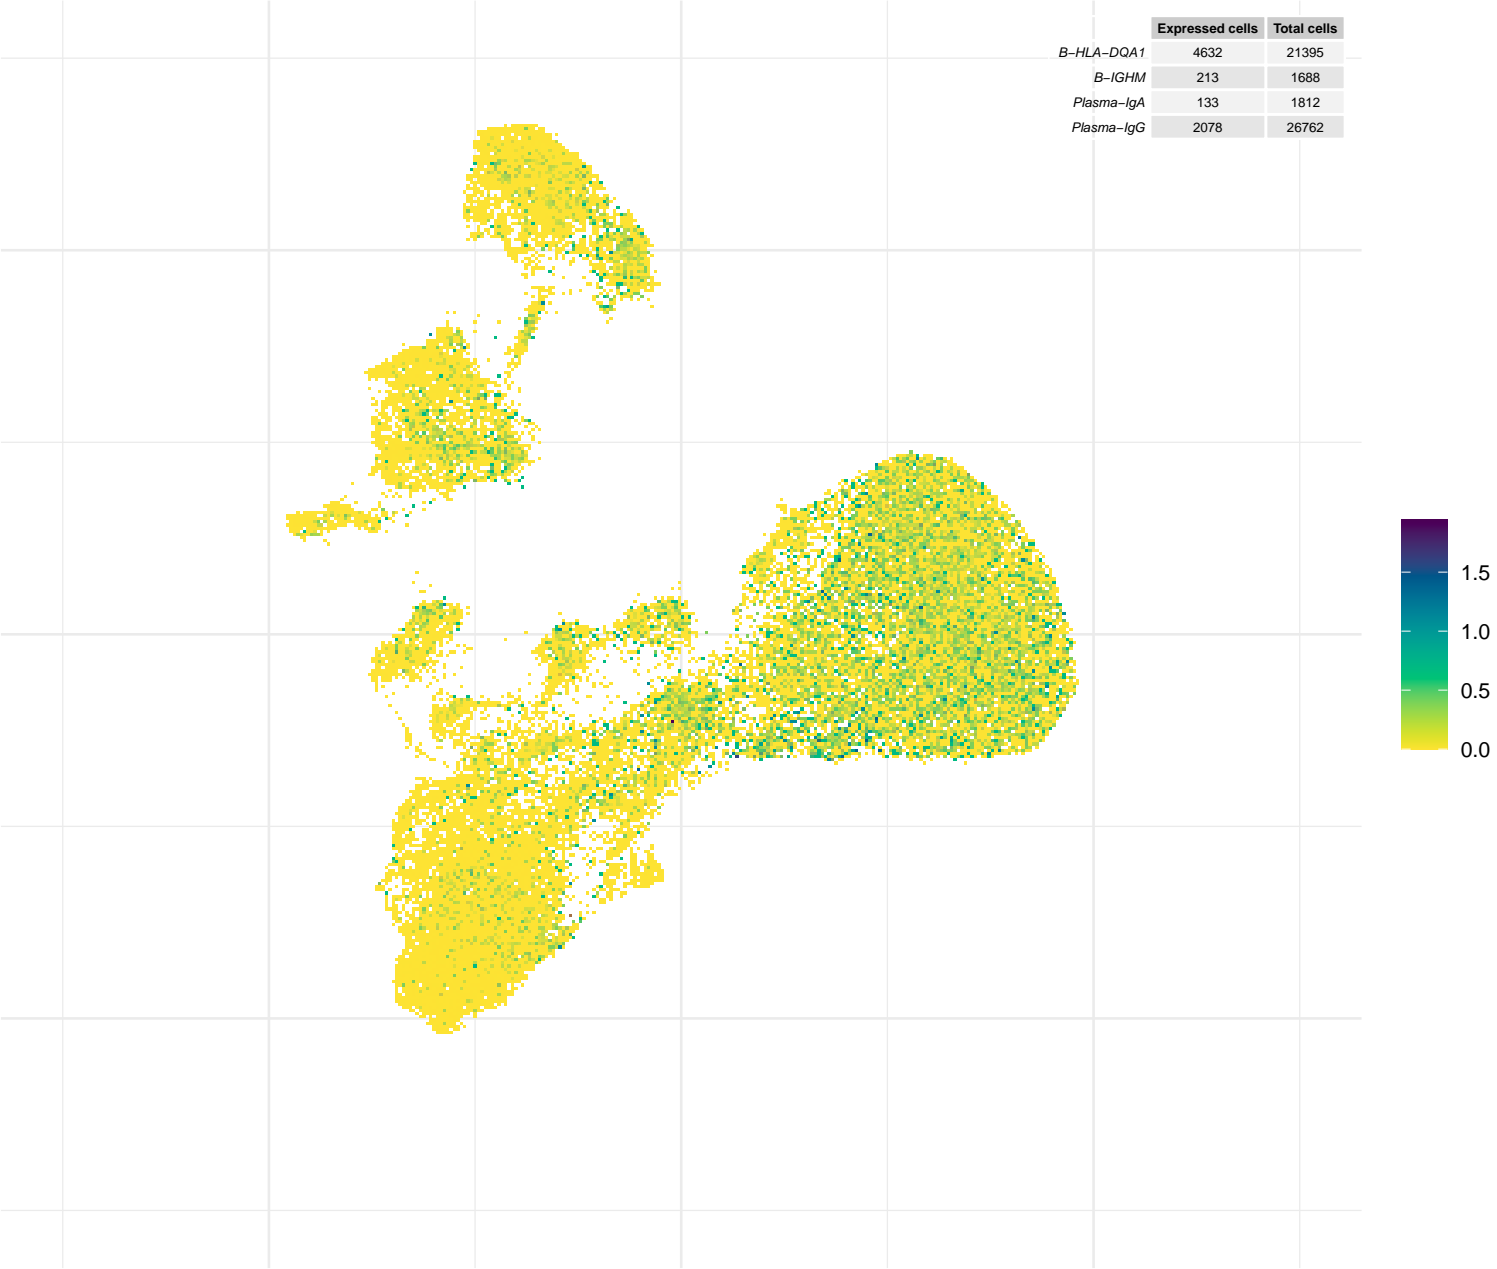 Expressed cells Total cells
B−HLA−DQA1 4632 21395
B−IGHM 213 1688
Plasma−IgA 133 1812
Plasma−IgG 2078 26762
1.5
1.0
0.5
0.0